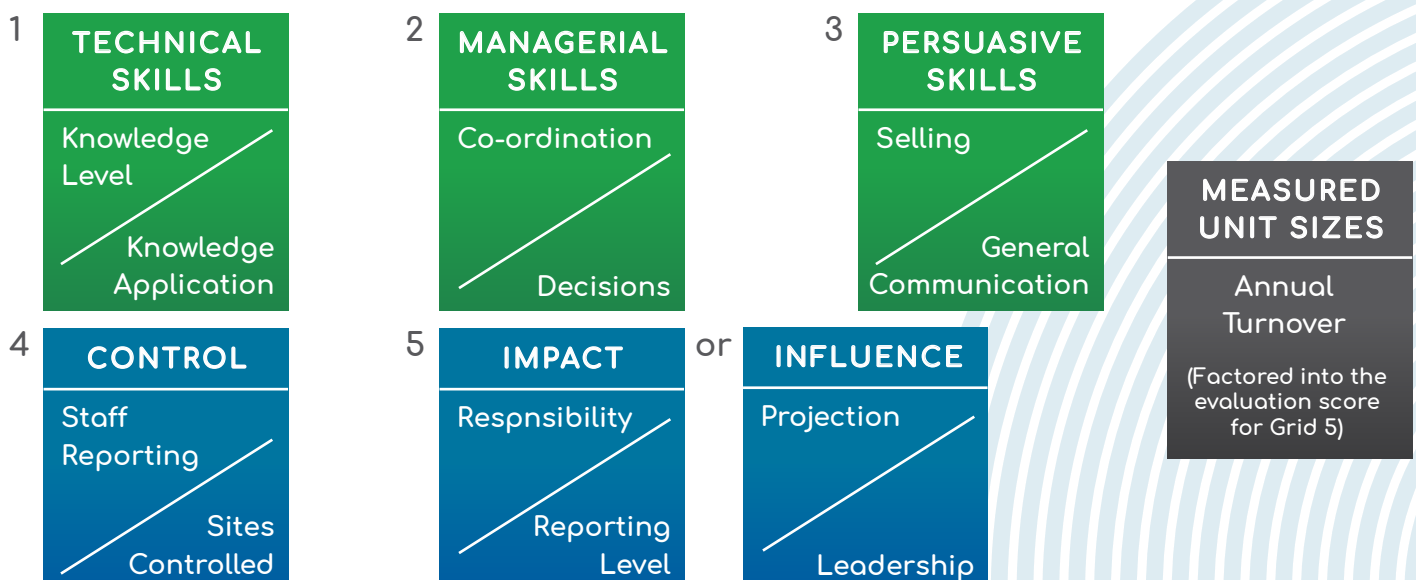 1
TECHNICAL
SKILLS
Knowledge
Level
Knowledge
Application
2
MANAGERIAL
SKILLS
Co-ordination
Decisions
3
PERSUASIVE
SKILLS
Selling
General
Communication
MEASURED
UNIT SIZES
Annual
Turnover
(Factored into the
evaluation score
for Grid 5)
4
CONTROL
Staff
Reporting
Sites
Controlled
5
IMPACT
Respnsibility
Reporting
Level
or
INFLUENCE
Projection
Leadership